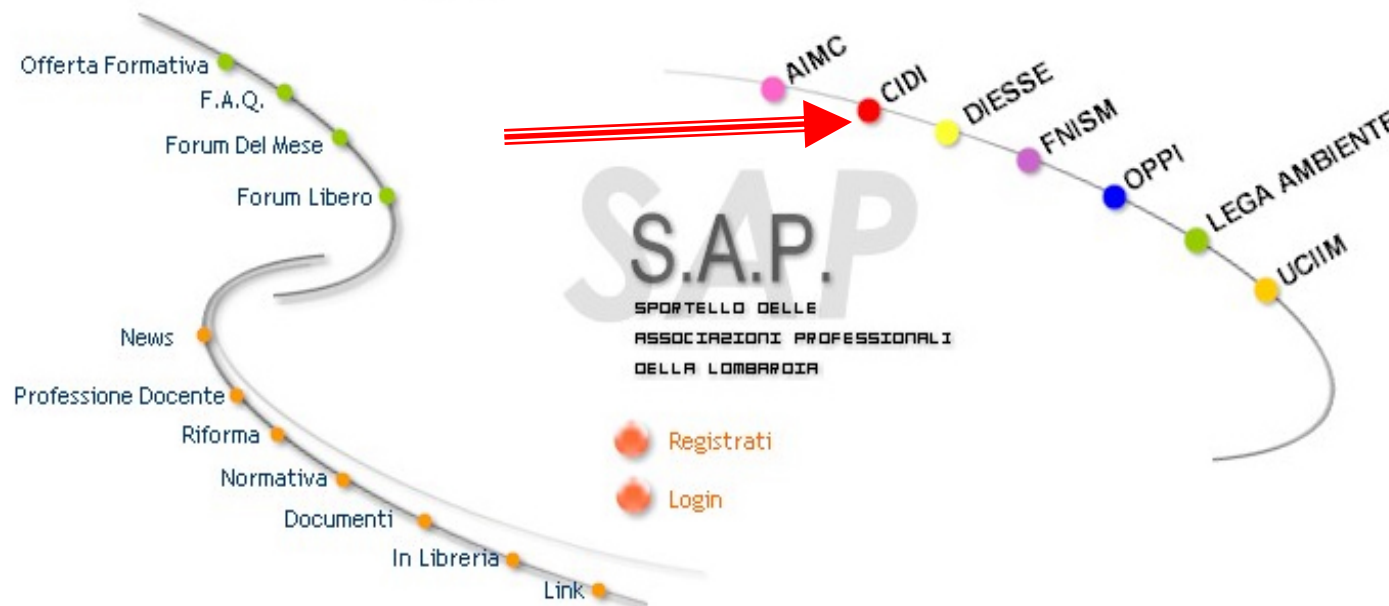 Offerta Formativa
F.A.Q.
Forum Del Mese
Forum Libero
News
Professione Docente
Riforma
Normativa
Documenti
In Libreria
Link
AIMC
CIDI
DIESSE
FNISM
OPPI
LEGA AMBIENTE
UCIIM
SAP
S.A.P.
SPORTELLO DELLE
ASSOCIAZIONI PROFESSIONALI
DELLA LOMBARDIA
Registrati
Login